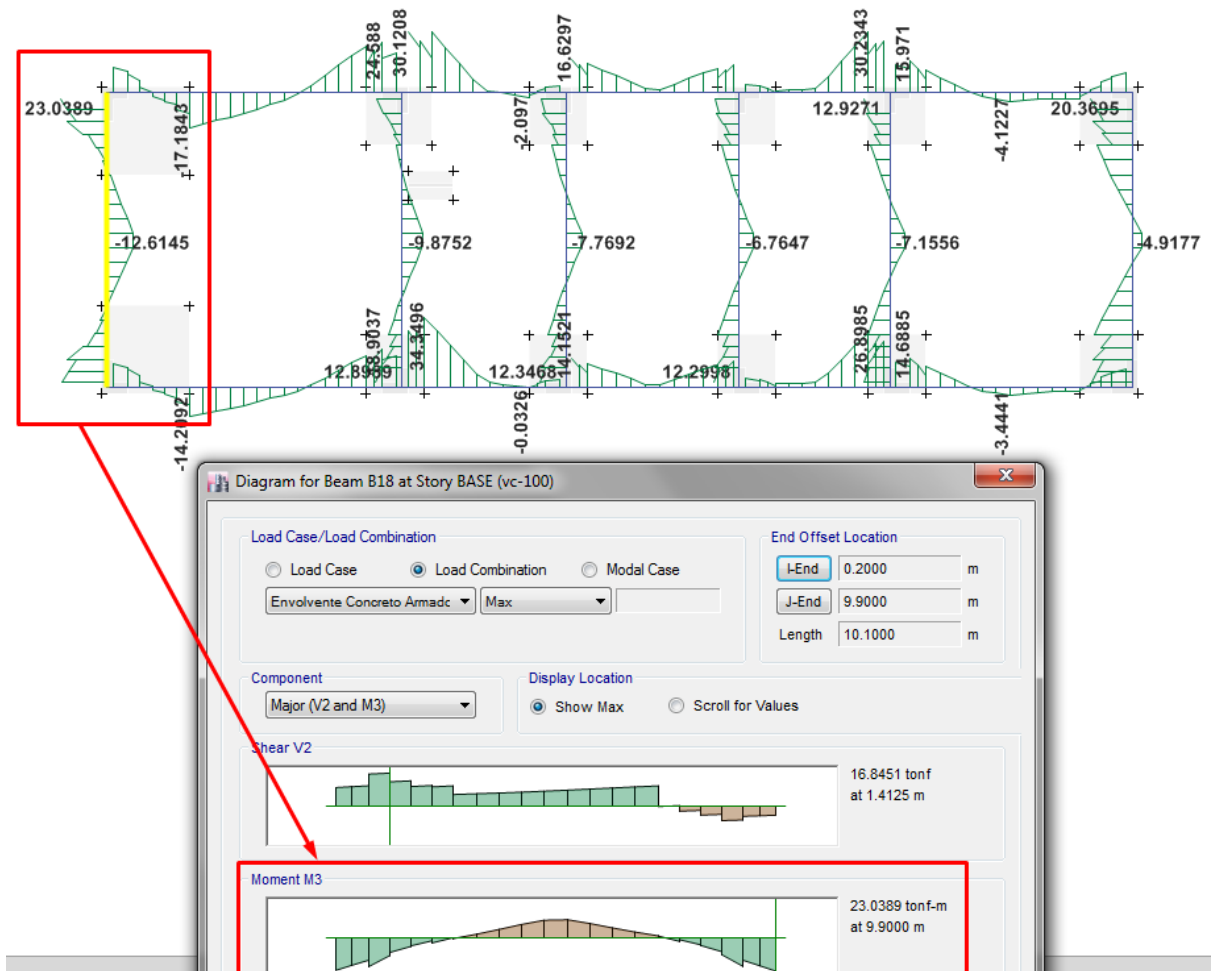 24.588
30.1208
16.6297
30.2343
15.971
23.0389
-17.1843
-2.097
12.9271
-4.1227
20.3695
-12.6145
-9.8752
-7.7692
-6.7647
-7.1556
-4.9177
34.3496
14.1521
26.8985
14.6885
12.3468
12.2998
-14.2092
-0.0326
-3.4441
Diagram for Beam B18 at Story BASE (vc-100)
Load Case/Load Combination
Load Case
Load Combination
Modal Case
Envolvente Concreto Armadc
Max
End Offset Location
I-End
0.2000
m
J-End
9.9000
m
Length
10.1000
m
Component
Major (V2 and M3)
Display Location
Show Max
Scroll for Values
Shear V2
16.8451 tonf
at 1.4125 m
Moment M3
23.0389 tonf-m
at 9.9000 m